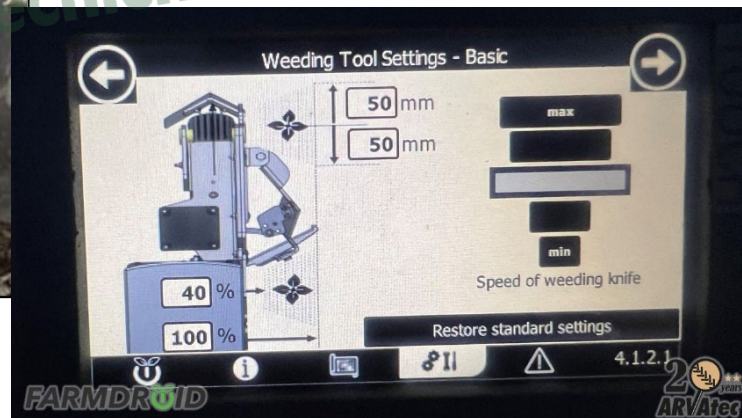 Weeding Tool Settings - Basic
50 mm
50 mm
max
min
Speed of weeding knife
40 %
100 %
Restore standard settings
4.1.2.1
FARMDROID
20 years
ARVAtec